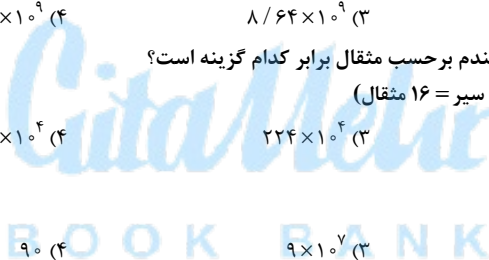 ۳) ۸/۶۴×۱۰^۹ ۴) ×۱۰^۹
ندم برحسب مثقال برابر کدام گزینه است؟
سیر = ۱۶ مثقال)
۳) ۲۲۴×۱۰^۴ ۴) ×۱۰^۴
GitaMehr
۳) ۹×۱۰^۷ ۴) ۹۰
BOOK BANK